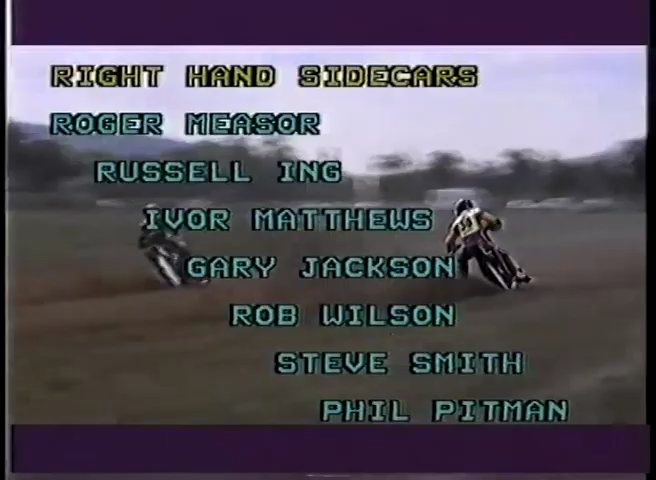 RIGHT HAND SIDECARS
ROGER MEASOR
RUSSELL ING
IVOR MATTHEWS
GARY JACKSON
ROB WILSON
STEVE SMITH
PHIL PITMAN